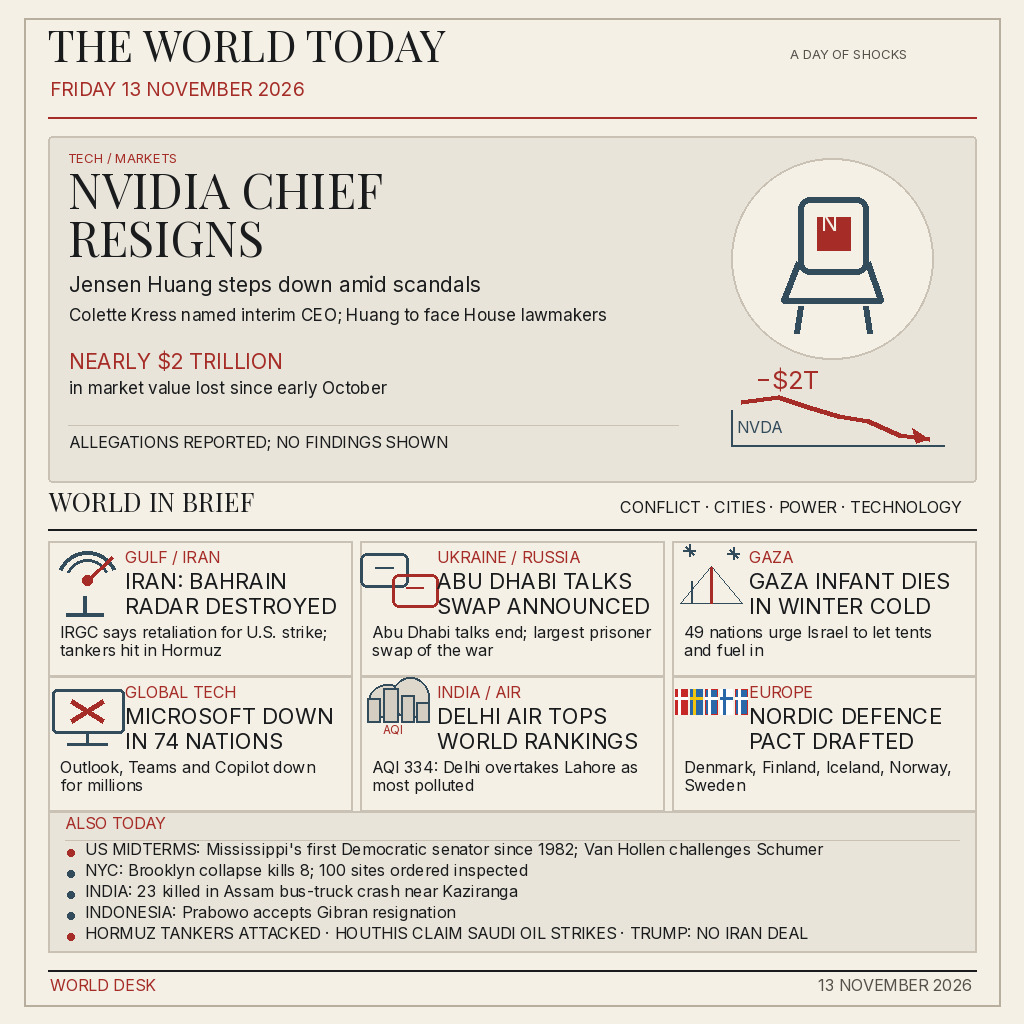 THE WORLD TODAY
A DAY OF SHOCKS
FRIDAY 13 NOVEMBER 2026
TECH / MARKETS
NVIDIA CHIEF
RESIGNS
Jensen Huang steps down amid scandals
Colette Kress named interim CEO; Huang to face House lawmakers
NEARLY $2 TRILLION
in market value lost since early October
ALLEGATIONS REPORTED; NO FINDINGS SHOWN
N
−$2T
NVDA
WORLD IN BRIEF
CONFLICT · CITIES · POWER · TECHNOLOGY
GULF / IRAN
IRAN: BAHRAIN
RADAR DESTROYED
IRGC says retaliation for U.S. strike;
tankers hit in Hormuz
UKRAINE / RUSSIA
ABU DHABI TALKS
SWAP ANNOUNCED
Abu Dhabi talks end; largest prisoner
swap of the war
GAZA
GAZA INFANT DIES
IN WINTER COLD
49 nations urge Israel to let tents
and fuel in
GLOBAL TECH
MICROSOFT DOWN
IN 74 NATIONS
Outlook, Teams and Copilot down
for millions
AQI
INDIA / AIR
DELHI AIR TOPS
WORLD RANKINGS
AQI 334: Delhi overtakes Lahore as
most polluted
EUROPE
NORDIC DEFENCE
PACT DRAFTED
Denmark, Finland, Iceland, Norway,
Sweden
ALSO TODAY
US MIDTERMS: Mississippi's first Democratic senator since 1982; Van Hollen challenges Schumer
NYC: Brooklyn collapse kills 8; 100 sites ordered inspected
INDIA: 23 killed in Assam bus-truck crash near Kaziranga
INDONESIA: Prabowo accepts Gibran resignation
HORMUZ TANKERS ATTACKED · HOUTHIS CLAIM SAUDI OIL STRIKES · TRUMP: NO IRAN DEAL
WORLD DESK
13 NOVEMBER 2026